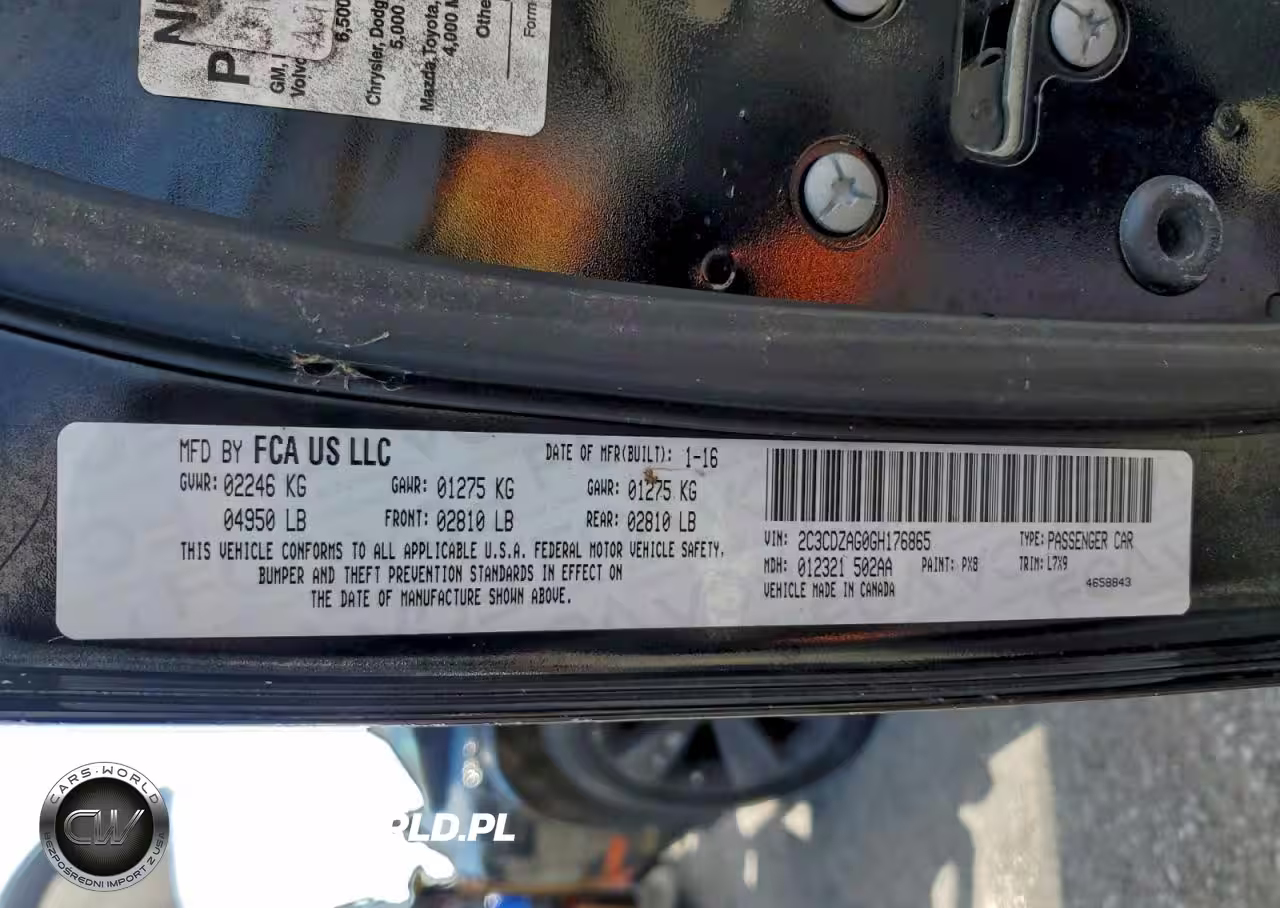 6,500
Chrysler, Dodg
5,000
Mazda, Toyota,
4,000 M
Othe
Form
GM,
Volvo
P
MFD BY FCA US LLC
DATE OF MFR(BUILT): 1-16
GVWR: 02246 KG GAWR: 01275 KG GAWR: 01275 KG
04950 LB FRONT: 02810 LB REAR: 02810 LB
THIS VEHICLE CONFORMS TO ALL APPLICABLE U.S.A. FEDERAL MOTOR VEHICLE SAFETY,
BUMPER AND THEFT PREVENTION STANDARDS IN EFFECT ON
THE DATE OF MANUFACTURE SHOWN ABOVE.
VIN: 2C3CDZAG0GH176865 TYPE: PASSENGER CAR
MDH: 012321 502AA PAINT: PX8 TRIM: L7X9
VEHICLE MADE IN CANADA
4658843
CARS-WORLD
CW
BEZPOŚREDNI IMPORT Z USA
RLD.PL